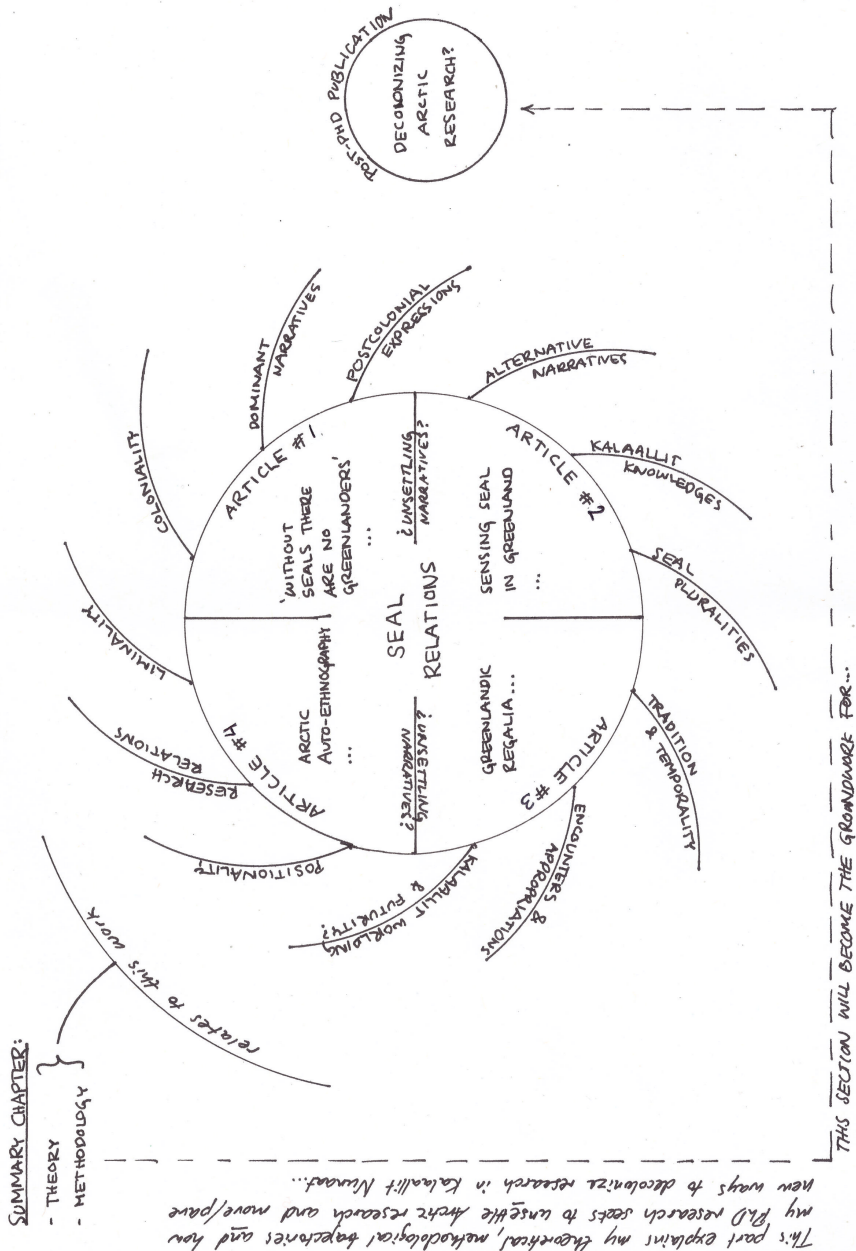 SUMMARY CHAPTER:
- THEORY
- METHODOLOGY
relates to this work
This part explains my theoretical, methodological trajectories and how
my PhD research seeks to unsettle Arctic research and move/pave
new ways to decolonize research in Kalaallit Nunaat...
SEAL
RELATIONS
¿UNSETTLING
NARRATIVES?
¿UNSETTLING
NARRATIVES?
ARTICLE #1
'WITHOUT
SEALS THERE
ARE NO
GREENLANDERS'
...
COLONIALITY
DOMINANT
NARRATIVES
POSTCOLONIAL
EXPRESSIONS
ARTICLE #2
SENSING SEAL
IN GREENLAND
...
ALTERNATIVE
NARRATIVES
KALAALLIT
KNOWLEDGES
SEAL
PLURALITIES
ARTICLE #3
GREENLANDIC
REGALIA...
TRADITION
& TEMPORALITY
ENCOUNTERS &
APPROPRIATIONS
KALAALLIT WORLDING
& FUTURITY?
ARTICLE #4
ARCTIC
AUTO-ETHNOGRAPHY
...
POSITIONALITY
RESEARCH
RELATIONS
LIMINALITY
THIS SECTION WILL BECOME THE GROUNDWORK FOR...
POST-PHD PUBLICATION
DECOLONIZING
ARCTIC
RESEARCH?